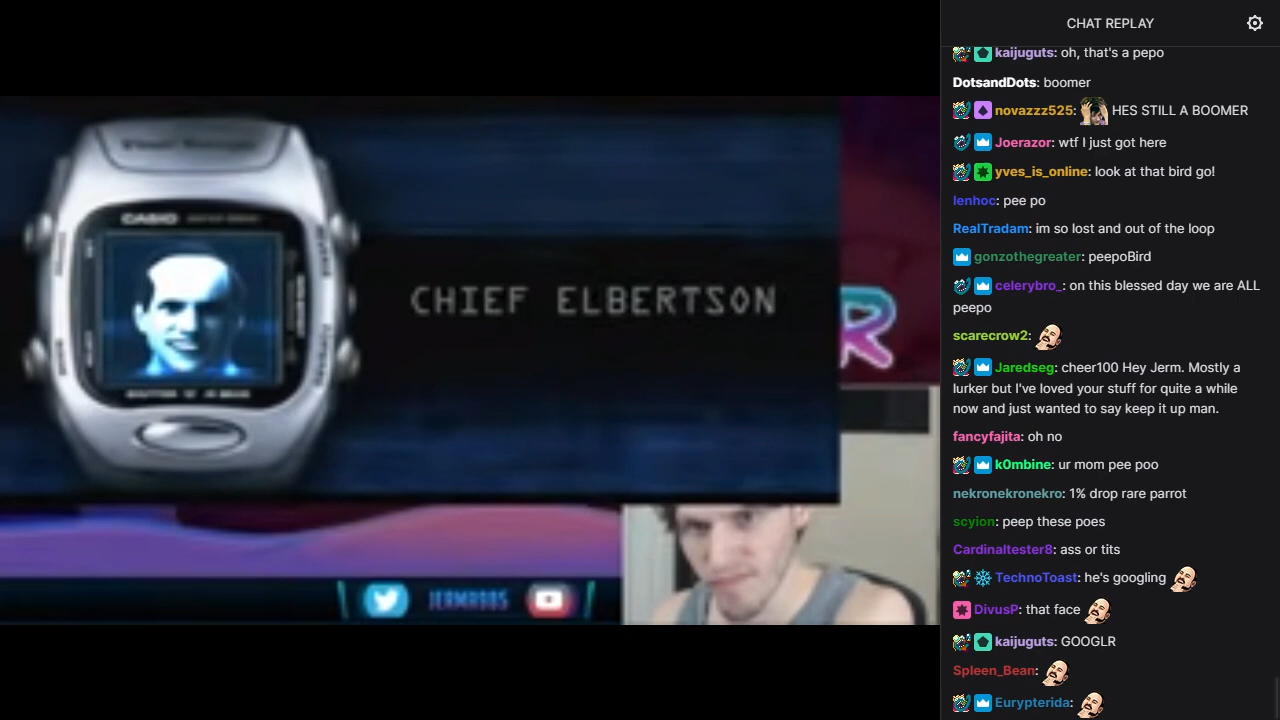 CASIO
CHIEF ELBERTSON
R
JERMA985
CHAT REPLAY
kaijuguts: oh, that's a pepo
DotsandDots: boomer
novazzz525: HES STILL A BOOMER
Joerazor: wtf I just got here
yves_is_online: look at that bird go!
lenhoc: pee po
RealTradam: im so lost and out of the loop
gonzothegreater: peepoBird
celerybro_: on this blessed day we are ALL
peepo
scarecrow2:
Jaredseg: cheer100 Hey Jerm. Mostly a
lurker but I've loved your stuff for quite a while
now and just wanted to say keep it up man.
fancyfajita: oh no
k0mbine: ur mom pee poo
nekronekronekro: 1% drop rare parrot
scyion: peep these poes
Cardinaltester8: ass or tits
TechnoToast: he's googling
DivusP: that face
kaijuguts: GOOGLR
Spleen_Bean:
Eurypterida: